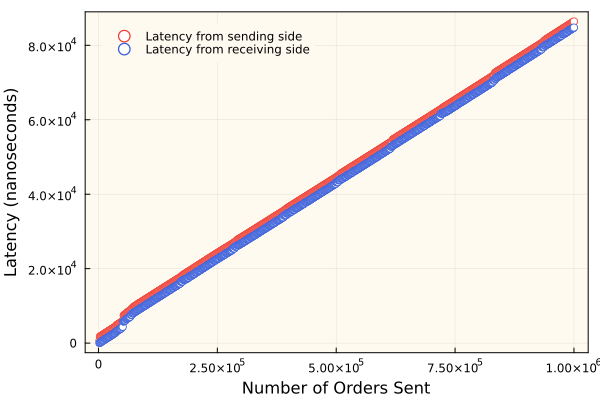 Latency from sending side
Latency from receiving side
8.0×10⁴
6.0×10⁴
4.0×10⁴
2.0×10⁴
0
Latency (nanoseconds)
0 2.50×10⁵ 5.00×10⁵ 7.50×10⁵ 1.00×10⁶
Number of Orders Sent